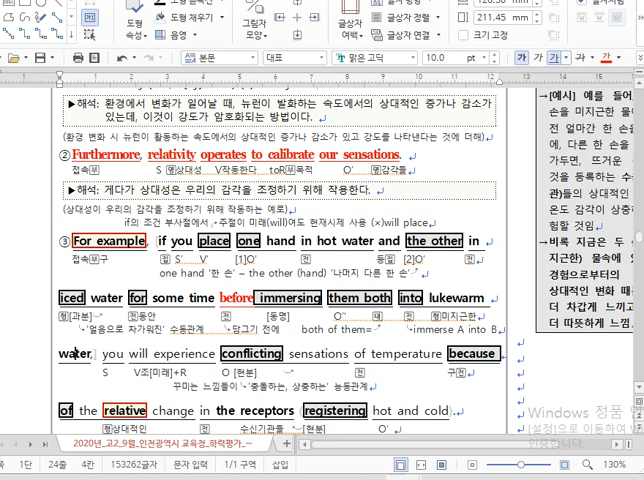 도형 속성
도형 채우기
음영
그리기 모양
글상자 여백
글상자 정렬
글상자 연결
211.45 mm
크기 고정
본문
대표
맑은 고딕
10.0 pt
가 가 가 가 가
▶해석: 환경에서 변화가 일어날 때, 뉴런이 발화하는 속도에서의 상대적인 증가나 감소가
있는데, 이것이 강도가 암호화되는 방법이다. ↵
(환경 변화 시 뉴런이 활동하는 속도에서의 상대적인 증가나 감소가 있고 강도를 나타낸다는 것에 더해)↵
② Furthermore, relativity operates to calibrate our sensations. ↵
접속부 S 명상대성 V작동한다 toR부목적 O 명감각들↵
▶해석: 게다가 상대성은 우리의 감각을 조정하기 위해 작용한다. ↵
(상대성이 우리의 감각을 조정하기 위해 작동하는 예로)↵
if의 조건 부사절에서 주절이 미래(will)여도 현재시제 사용 (×)will place↵
③ For example, if you place one hand in hot water and the other in
접속부구 접 S' V' [1]O' 전 등접 [2]O' 전↵
one hand '한 손' – the other (hand) '나머지 다른 한 손'↵
iced water for some time before immersing them both into lukewarm
형[과분] 전동안 전 [동명] O'' 대 전 형미지근한↵
'얼음으로 차가워진' 수동관계 담그기 전에 both of them= immerse A into B↵
water, you will experience conflicting sensations of temperature because
S V조[미래]+R O [현분] 전 구전↵
꾸미는 느낌들이 '충돌하는, 상충하는' 능동관계↵
of the relative change in the receptors (registering hot and cold).
형상대적인 O 전 수신기관들 [현분] O'
→[예시] 예를 들어
손을 미지근한 물
전 얼마간 한 손
에, 다른 한 손을
가두면, 뜨거운
것을 등록하는 수
관)들의 상대적인
온도 감각이 상충
험할 것임↵
→비록 지금은 두
지근한) 물속에
경험으로부터의
상대적인 변화 때
더 차갑게 느끼고
더 따뜻하게 느낌
Windows 정품 인
[설정]으로 이동하여
인증합니다.
2020년_고2_9월_인천광역시 교육청_학력평가_...
쪽 1단 24줄 4칸 153262글자 문자 입력 1/1 구역 삽입 130%